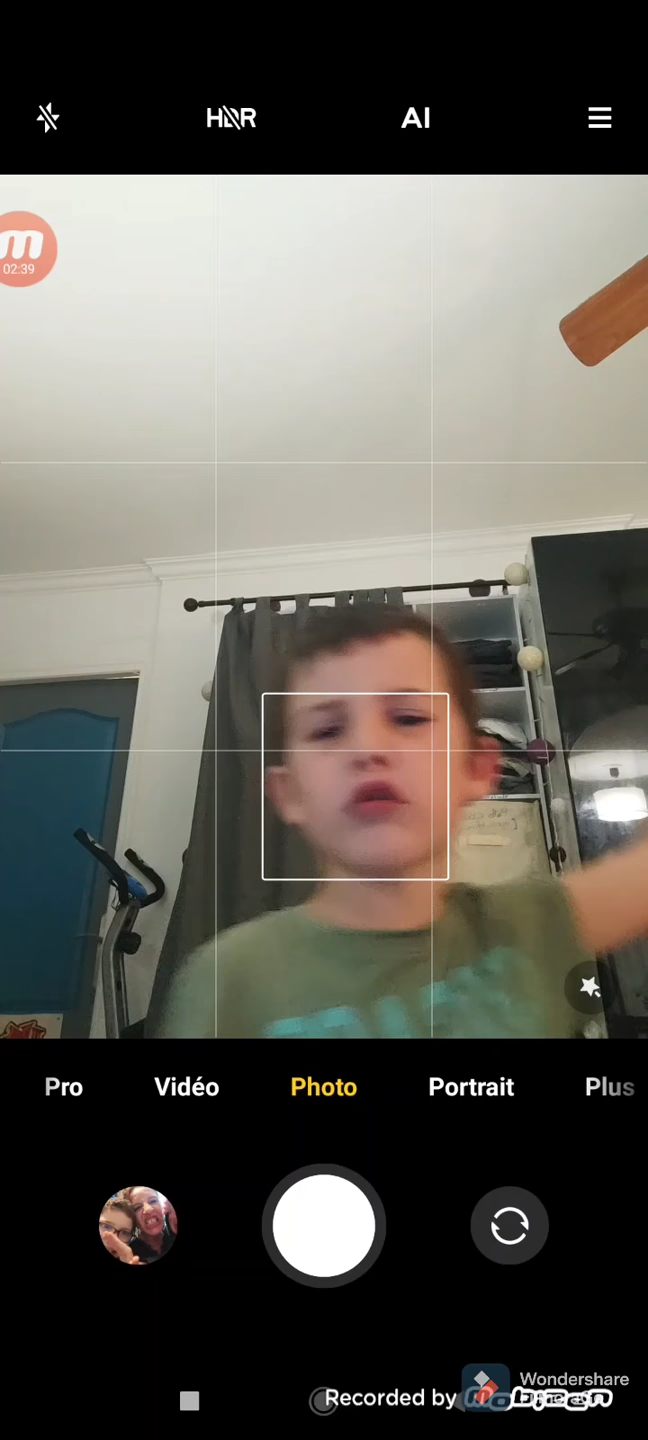 HDR
AI
m
02:39
Pro
Vidéo
Photo
Portrait
Plus
Wondershare
Recorded by